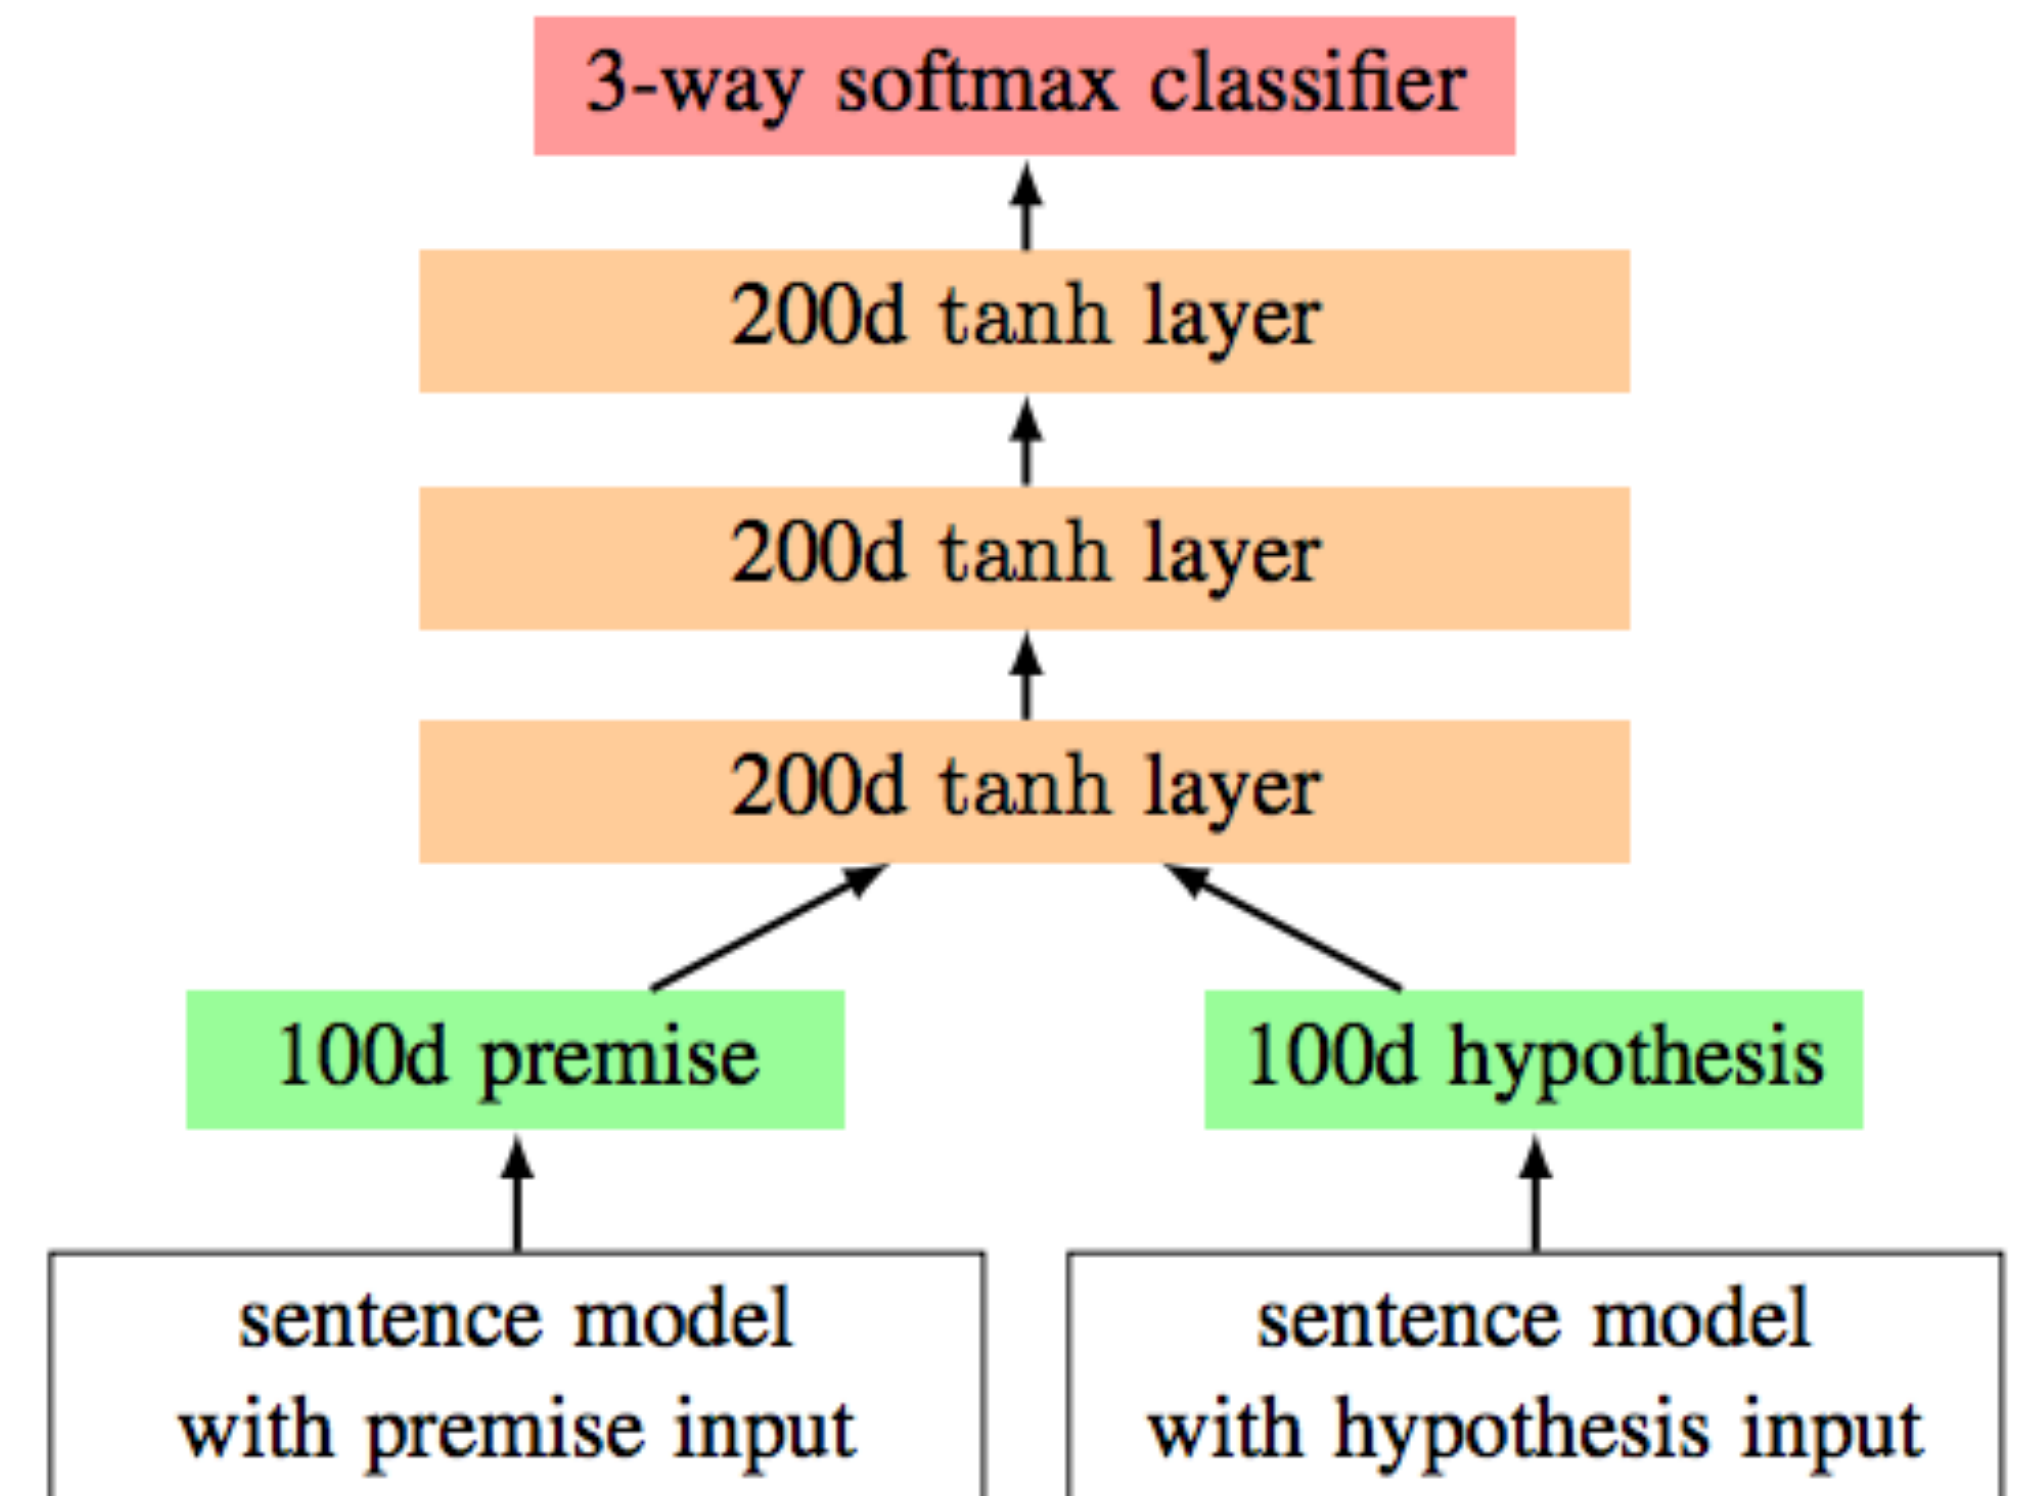 3-way softmax classifier
200d tanh layer
200d tanh layer
200d tanh layer
100d premise
100d hypothesis
sentence model
with premise input
sentence model
with hypothesis input